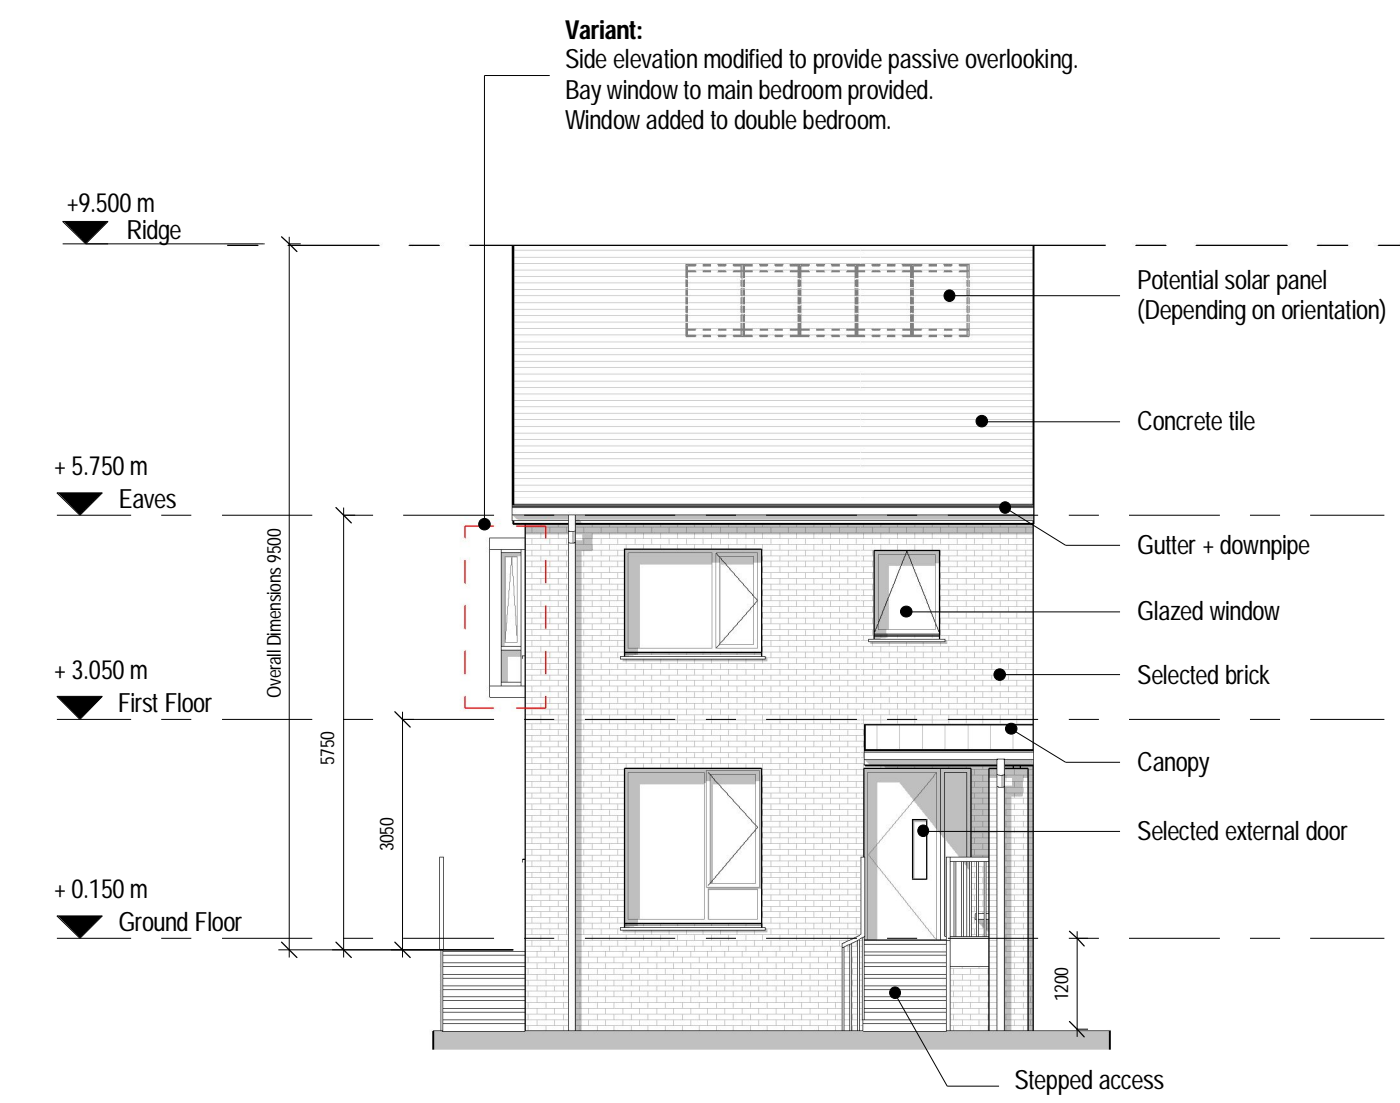 Variant:
Side elevation modified to provide passive overlooking.
Bay window to main bedroom provided.
Window added to double bedroom.
+9.500 m
Ridge
Potential solar panel
(Depending on orientation)
Concrete tile
+ 5.750 m
Eaves
Gutter + downpipe
Overall Dimensions 9500
Glazed window
+ 3.050 m
First Floor
Selected brick
5750
Canopy
3050
Selected external door
+ 0.150 m
Ground Floor
1200
Stepped access